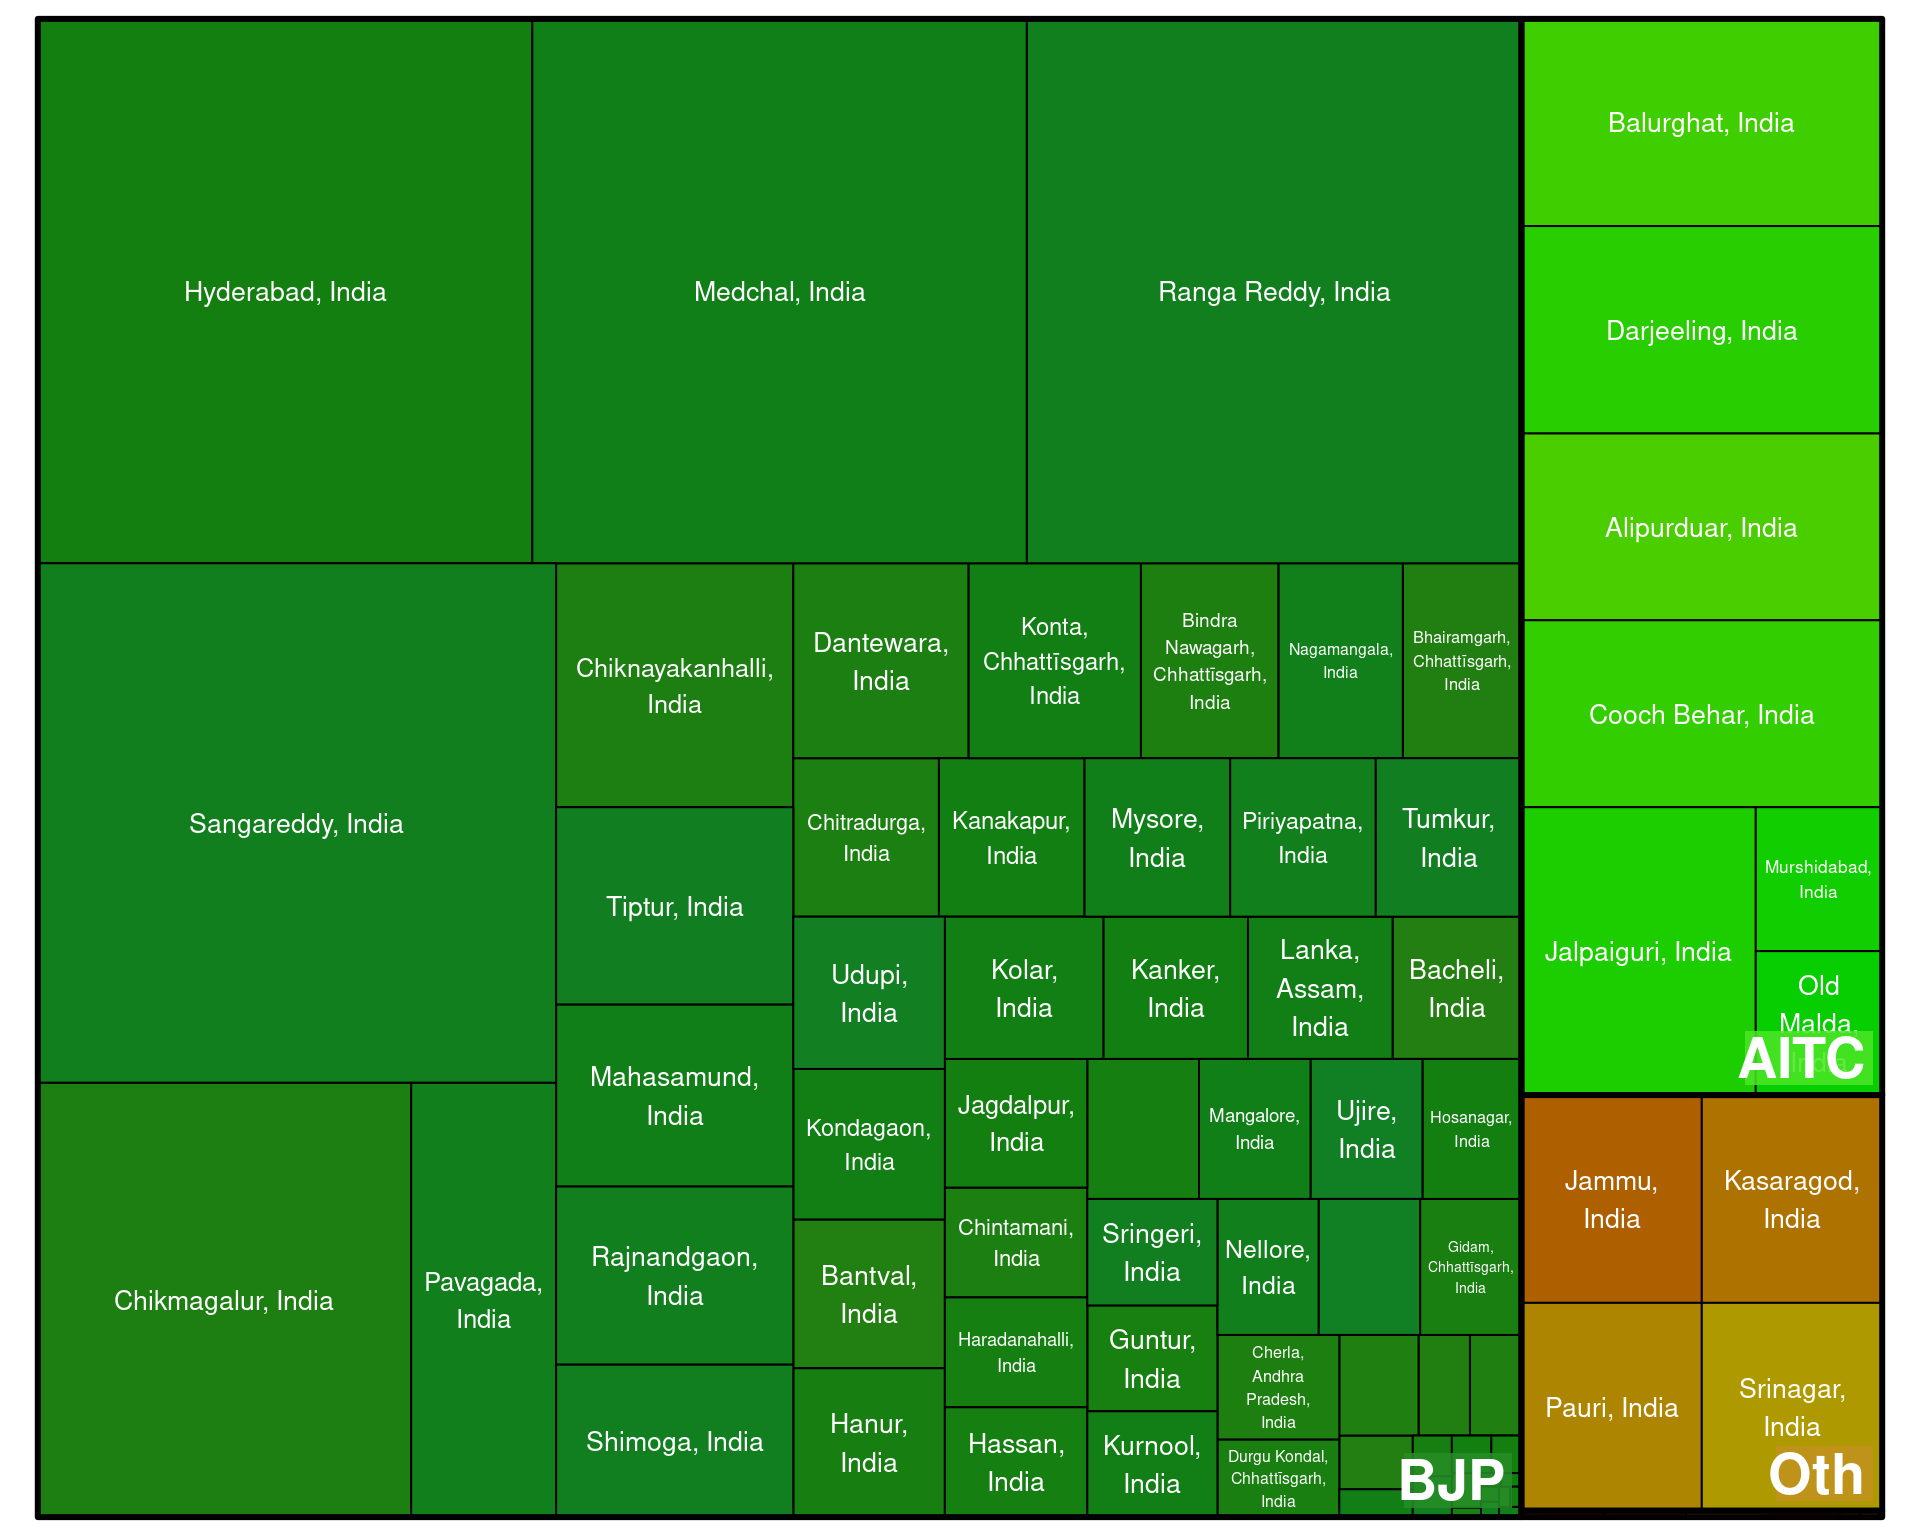 Hyderabad, India
Medchal, India
Ranga Reddy, India
Sangareddy, India
Chikmagalur, India
Pavagada,
India
Chiknayakanhalli,
India
Tiptur, India
Mahasamund,
India
Rajnandgaon,
India
Shimoga, India
Dantewara,
India
Konta,
Chhattīsgarh,
India
Bindra
Nawagarh,
Chhattīsgarh,
India
Nagamangala,
India
Bhairamgarh,
Chhattīsgarh,
India
Chitradurga,
India
Kanakapur,
India
Mysore,
India
Piriyapatna,
India
Tumkur,
India
Udupi,
India
Kolar,
India
Kanker,
India
Lanka,
Assam,
India
Bacheli,
India
Kondagaon,
India
Jagdalpur,
India
Mangalore,
India
Ujire,
India
Hosanagar,
India
Bantval,
India
Chintamani,
India
Haradanahalli,
India
Sringeri,
India
Nellore,
India
Gidam,
Chhattīsgarh,
India
Hanur,
India
Hassan,
India
Guntur,
India
Kurnool,
India
Cherla,
Andhra
Pradesh,
India
Durgu Kondal,
Chhattīsgarh,
India
BJP
Balurghat, India
Darjeeling, India
Alipurduar, India
Cooch Behar, India
Jalpaiguri, India
Murshidabad,
India
Old
Malda,
India
AITC
Jammu,
India
Kasaragod,
India
Pauri, India
Srinagar,
India
Oth